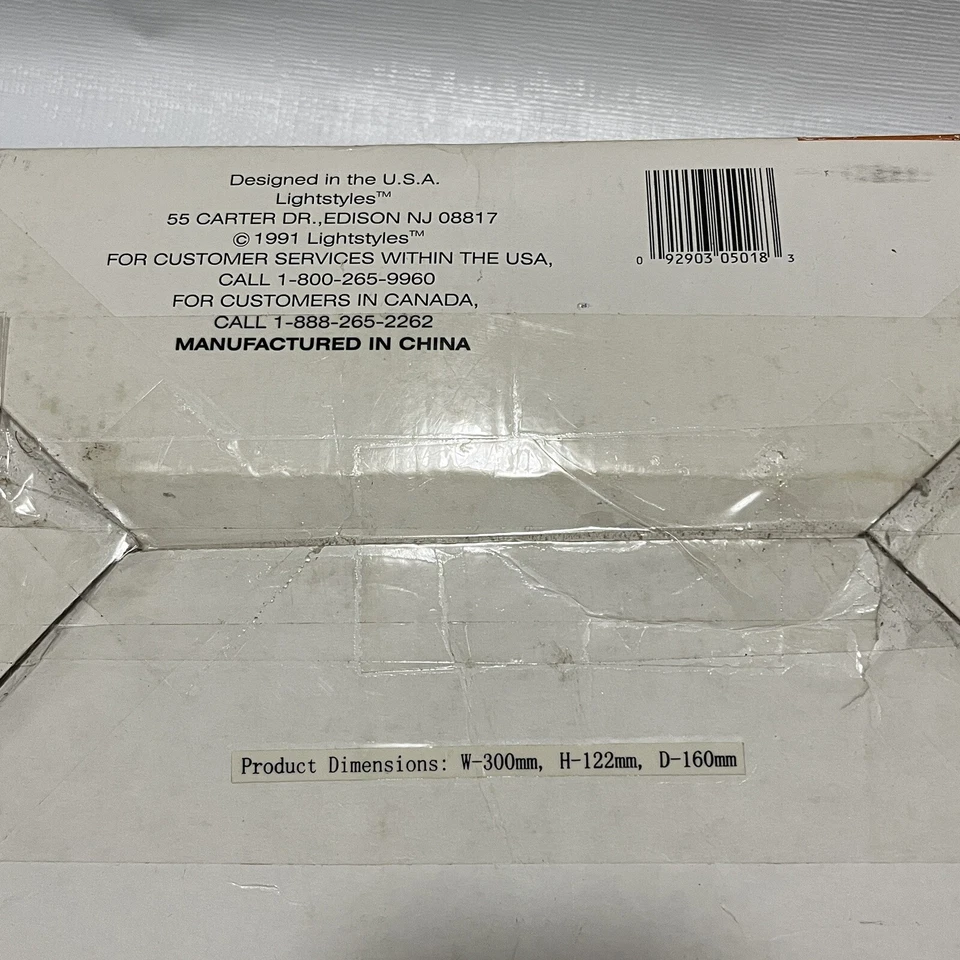 Designed in the U.S.A.
Lightstyles™
55 CARTER DR.,EDISON NJ 08817
© 1991 Lightstyles™
FOR CUSTOMER SERVICES WITHIN THE USA,
CALL 1-800-265-9960
FOR CUSTOMERS IN CANADA,
CALL 1-888-265-2262
MANUFACTURED IN CHINA
0 92903 05018 3
Product Dimensions: W-300mm, H-122mm, D-160mm